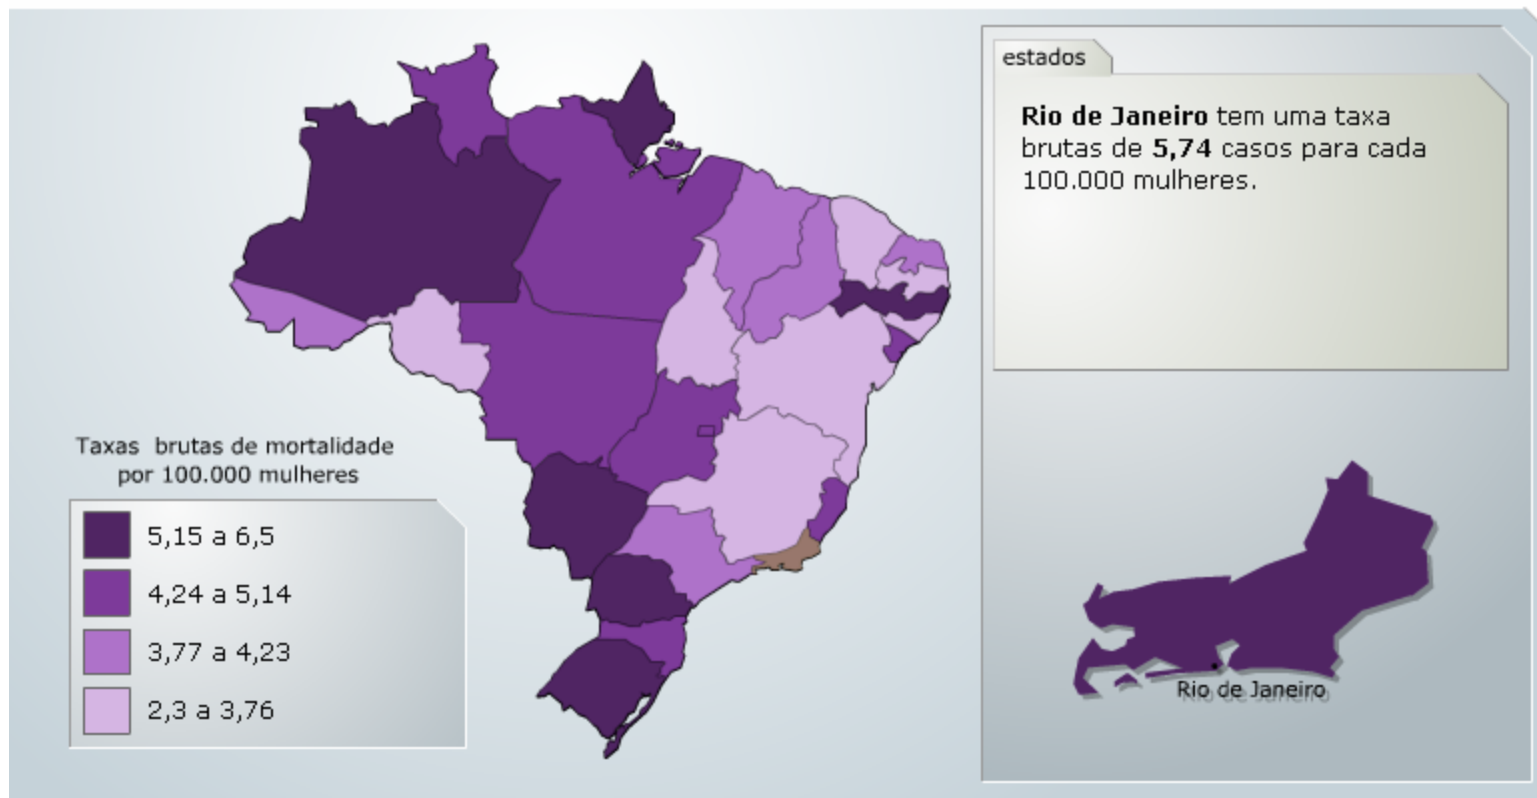 estados
Rio de Janeiro tem uma taxa
brutas de 5,74 casos para cada
100.000 mulheres.
Taxas brutas de mortalidade
por 100.000 mulheres
5,15 a 6,5
4,24 a 5,14
3,77 a 4,23
2,3 a 3,76
Rio de Janeiro